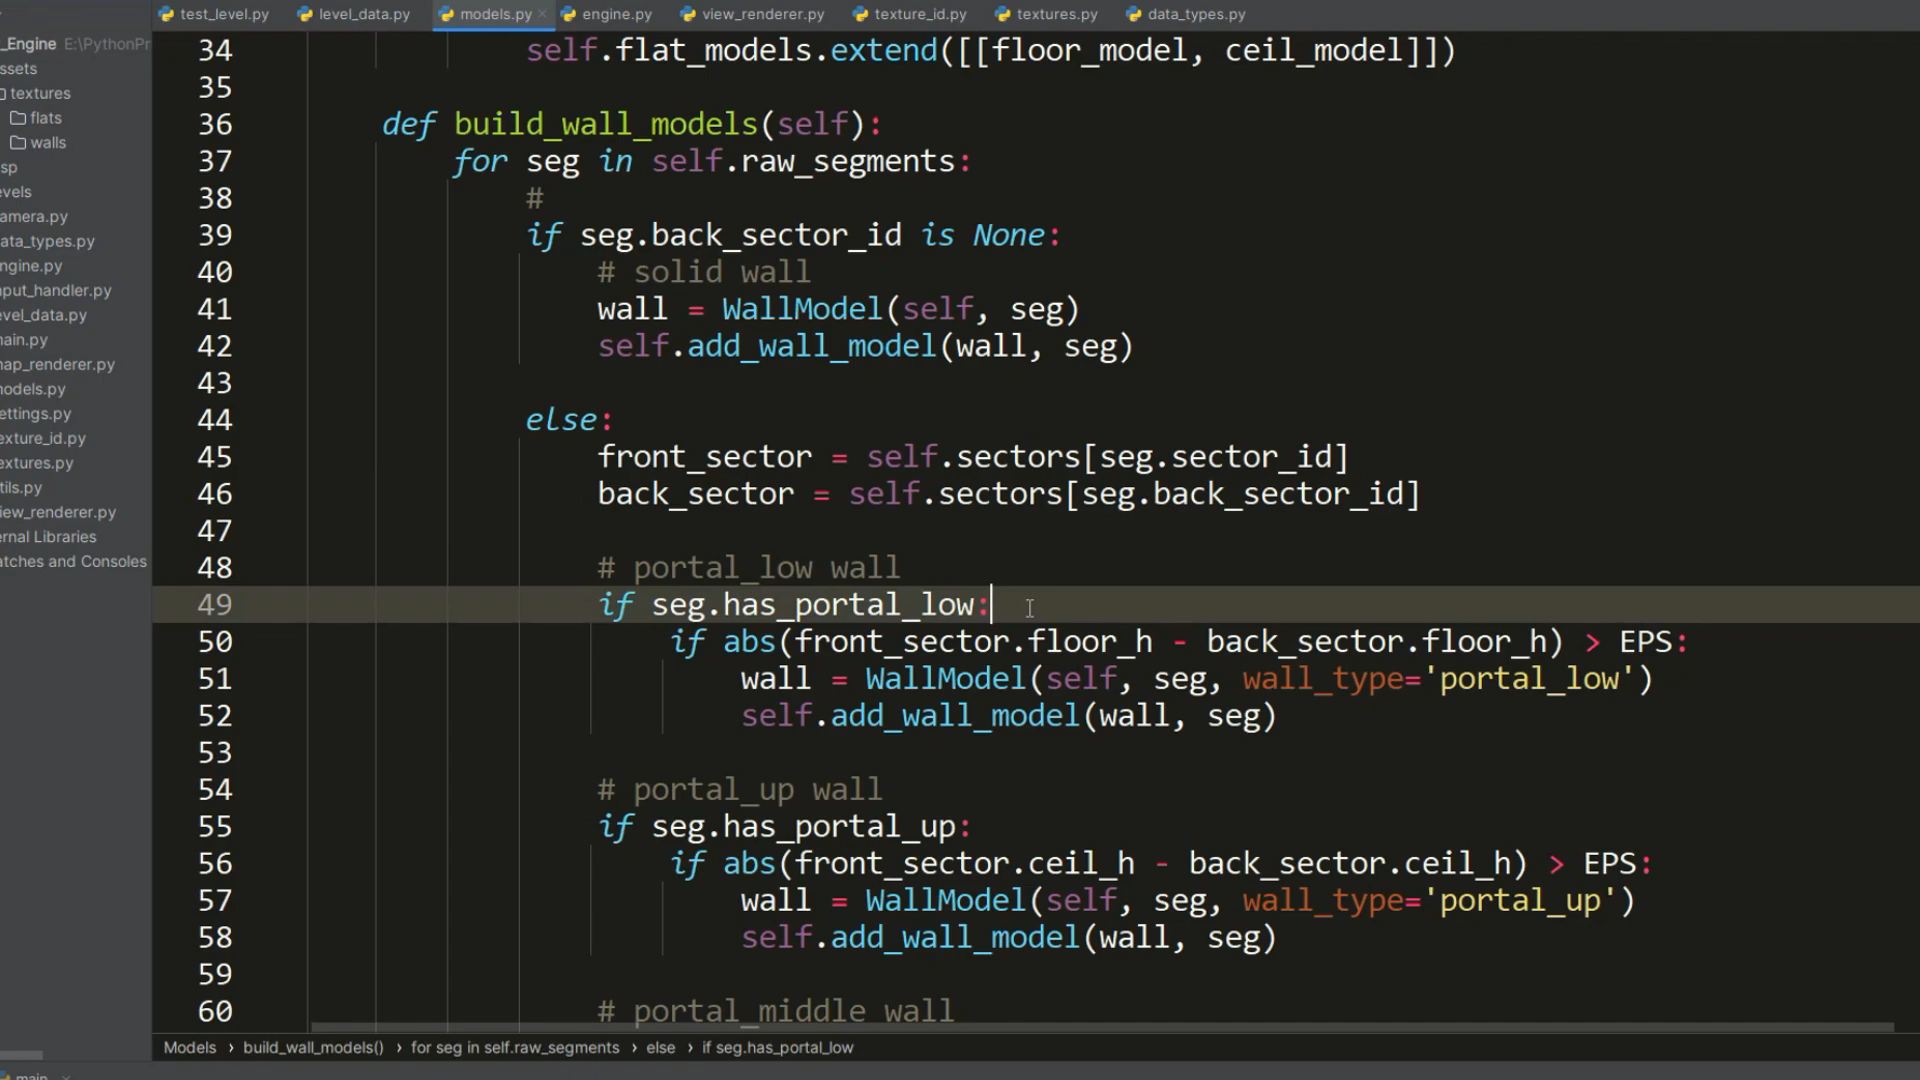 test_level.py level_data.py models.py engine.py view_renderer.py texture_id.py textures.py data_types.py
_Engine E:\PythonPr
ssets
textures
flats
walls
sp
evels
amera.py
ata_types.py
ngine.py
nput_handler.py
evel_data.py
main.py
map_renderer.py
models.py
ettings.py
exture_id.py
extures.py
tils.py
iew_renderer.py
ernal Libraries
atches and Consoles
34 self.flat_models.extend([[floor_model, ceil_model]])
35
36 def build_wall_models(self):
37 for seg in self.raw_segments:
38 #
39 if seg.back_sector_id is None:
40 # solid wall
41 wall = WallModel(self, seg)
42 self.add_wall_model(wall, seg)
43
44 else:
45 front_sector = self.sectors[seg.sector_id]
46 back_sector = self.sectors[seg.back_sector_id]
47
48 # portal_low wall
49 if seg.has_portal_low:
50 if abs(front_sector.floor_h - back_sector.floor_h) > EPS:
51 wall = WallModel(self, seg, wall_type='portal_low')
52 self.add_wall_model(wall, seg)
53
54 # portal_up wall
55 if seg.has_portal_up:
56 if abs(front_sector.ceil_h - back_sector.ceil_h) > EPS:
57 wall = WallModel(self, seg, wall_type='portal_up')
58 self.add_wall_model(wall, seg)
59
60 # portal_middle wall
Models › build_wall_models() › for seg in self.raw_segments › else › if seg.has_portal_low
main